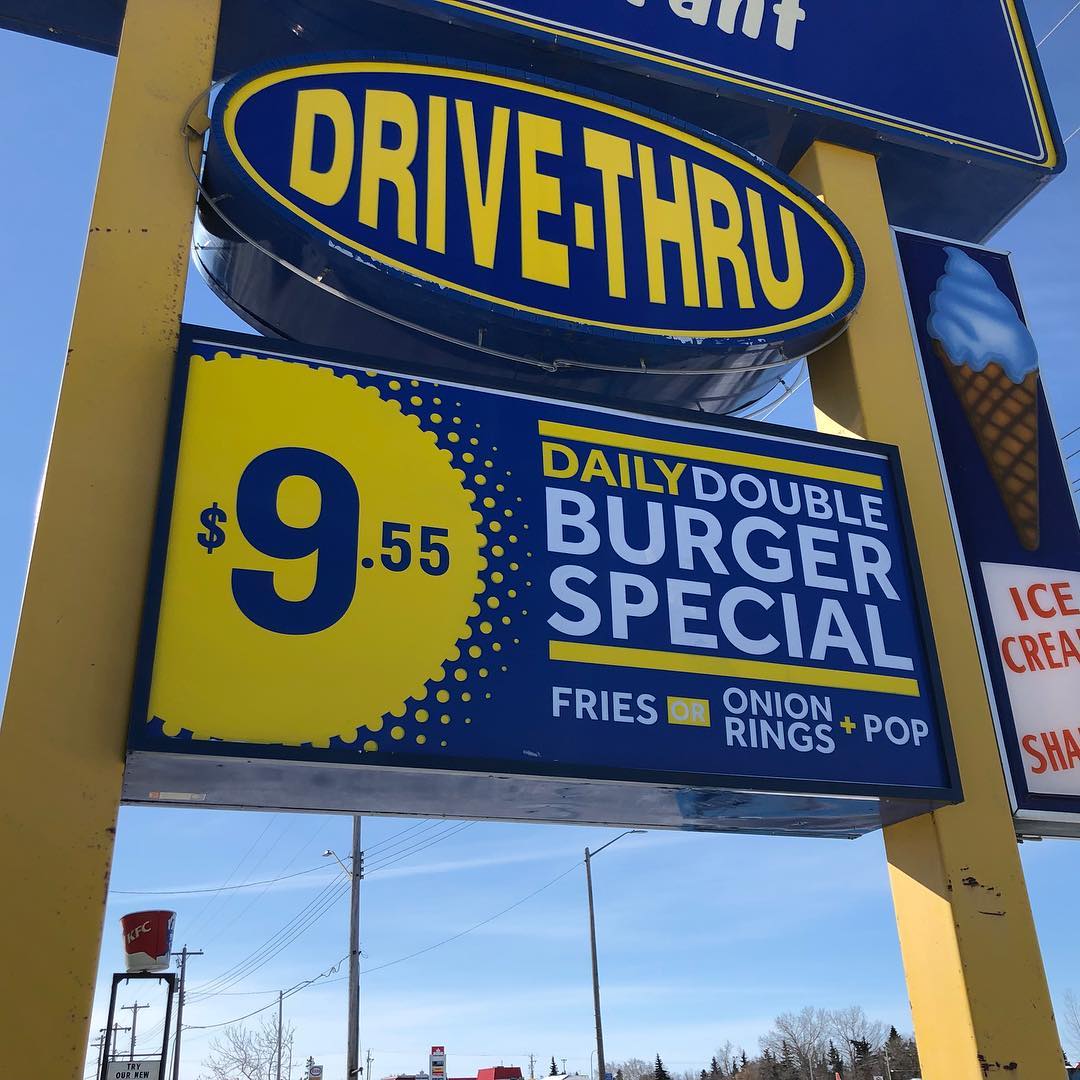 DRIVE-THRU
$9.55
DAILY DOUBLE
BURGER
SPECIAL
FRIES OR ONION RINGS + POP
ICE
KFC
TRY
OUR NEW